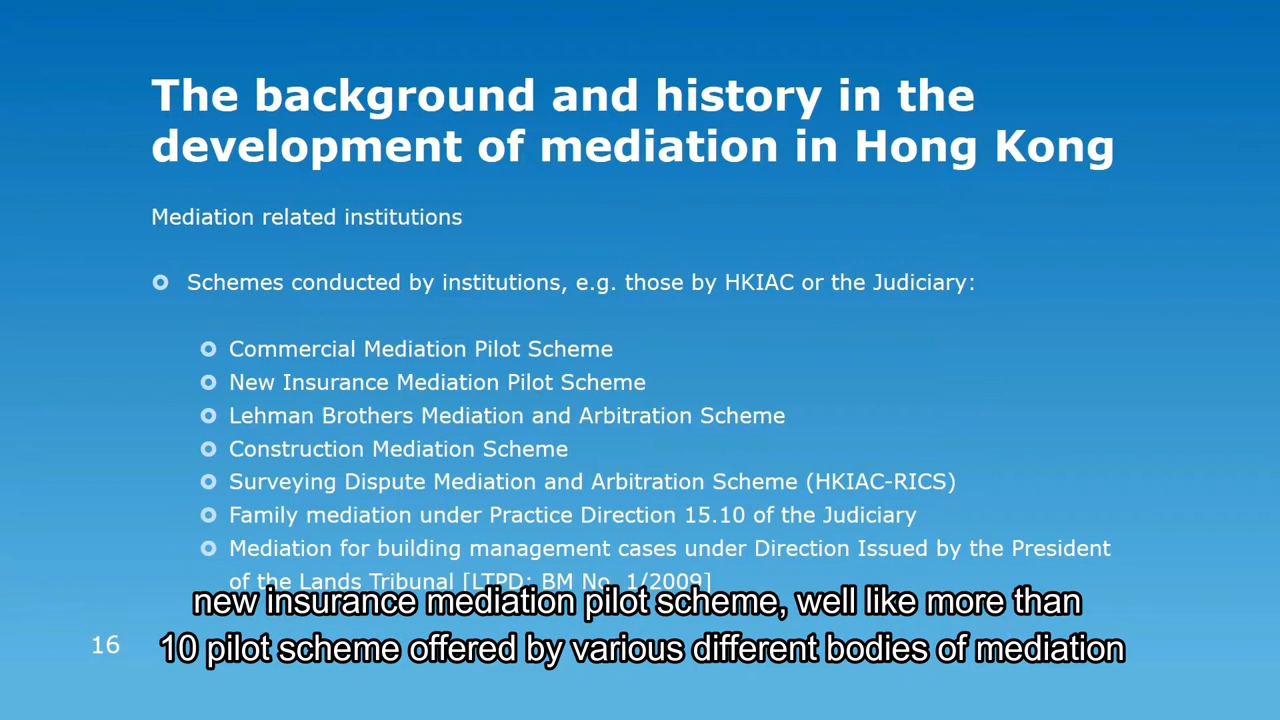 The background and history in the
development of mediation in Hong Kong
Mediation related institutions
Schemes conducted by institutions, e.g. those by HKIAC or the Judiciary:
Commercial Mediation Pilot Scheme
New Insurance Mediation Pilot Scheme
Lehman Brothers Mediation and Arbitration Scheme
Construction Mediation Scheme
Surveying Dispute Mediation and Arbitration Scheme (HKIAC-RICS)
Family mediation under Practice Direction 15.10 of the Judiciary
Mediation for building management cases under Direction Issued by the President
of the Lands Tribunal [LTPD: BM No. 1/2009]
new insurance mediation pilot scheme, well like more than
10 pilot scheme offered by various different bodies of mediation
16